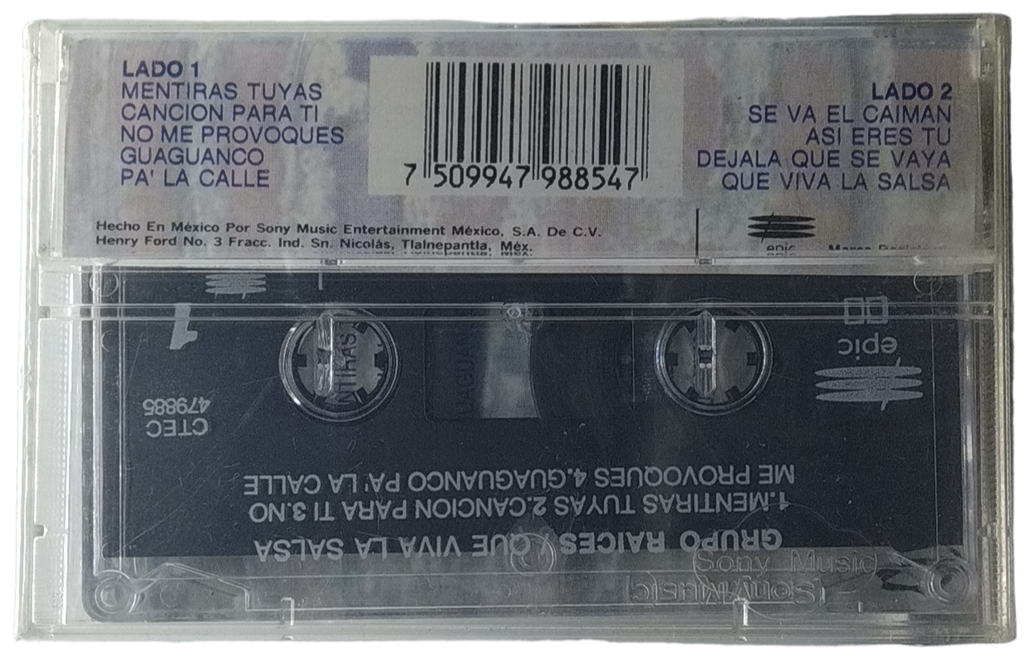 LADO 1
MENTIRAS TUYAS
CANCION PARA TI
NO ME PROVOQUES
GUAGUANCO
PA' LA CALLE
7 509947 988547
LADO 2
SE VA EL CAIMAN
ASI ERES TU
DEJALA QUE SE VAYA
QUE VIVA LA SALSA
Hecho En México Por Sony Music Entertainment México, S.A. De C.V.
Henry Ford No. 3 Fracc. Ind. Sn. Nicolás, Tlalnepantla, Méx.
epic
GRUPO RAICES / QUE VIVA LA SALSA
1.MENTIRAS TUYAS 2.CANCION PARA TI 3.NO
ME PROVOQUES 4.GUAGUANCO PA' LA CALLE
CTEC
479885
epic
1
Sony Music
Sony Music